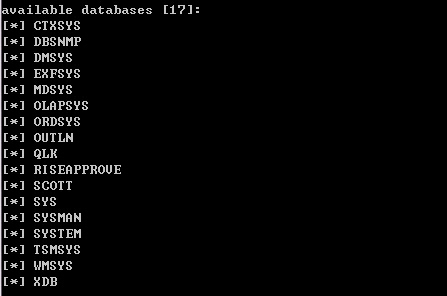 available databases [17]:
[*] CTXSYS
[*] DBSNMP
[*] DMSYS
[*] EXFSYS
[*] MDSYS
[*] OLAPSYS
[*] ORDSYS
[*] OUTLN
[*] QLK
[*] RISEAPPROVE
[*] SCOTT
[*] SYS
[*] SYSMAN
[*] SYSTEM
[*] TSMSYS
[*] WMSYS
[*] XDB